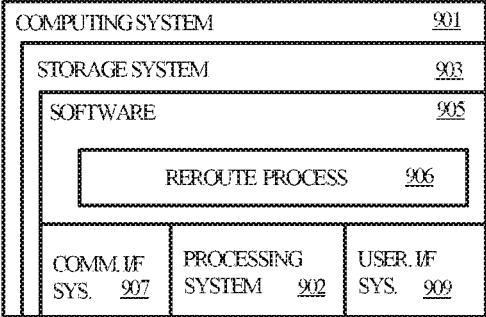 COMPUTING SYSTEM 901
STORAGE SYSTEM 903
SOFTWARE 905
REROUTE PROCESS 906
COMM. I/F
SYS. 907
PROCESSING
SYSTEM 902
USER. I/F
SYS. 909